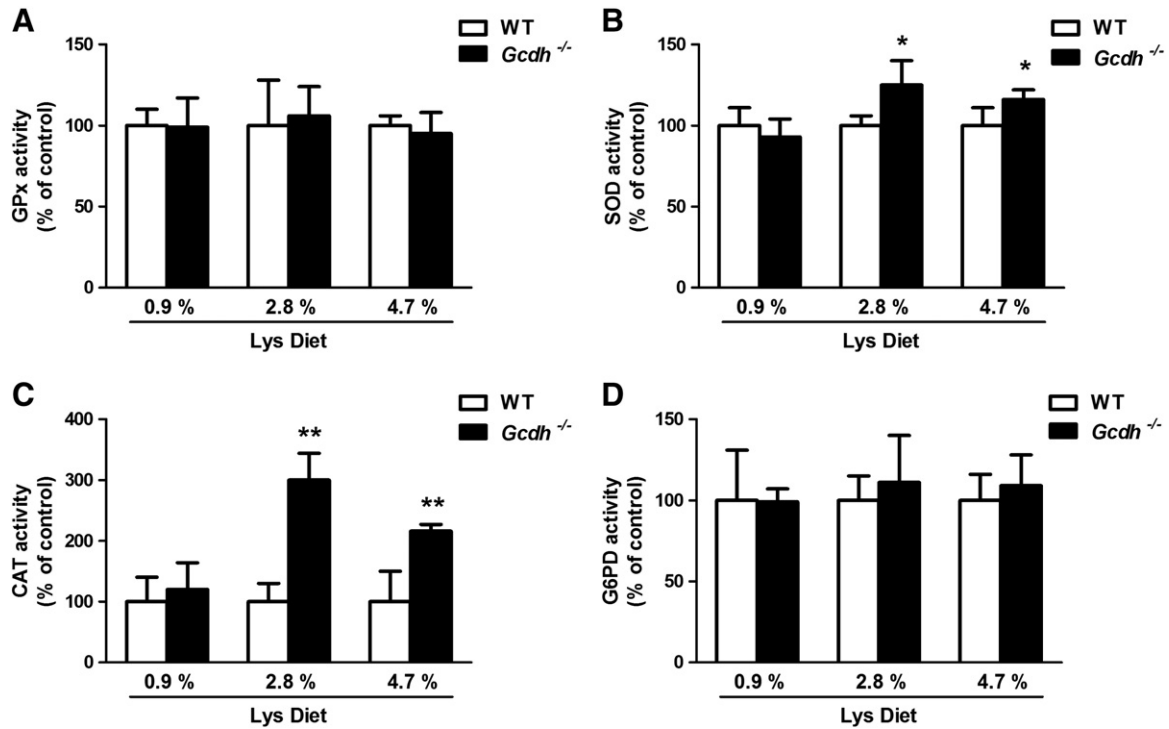 A
WT
Gcdh -/-
GPx activity
(% of control)
150
100
50
0
0.9 %
2.8 %
4.7 %
Lys Diet
B
WT
Gcdh -/-
SOD activity
(% of control)
150
100
50
0
*
*
0.9 %
2.8 %
4.7 %
Lys Diet
C
WT
Gcdh -/-
CAT activity
(% of control)
400
300
200
100
0
**
**
0.9 %
2.8 %
4.7 %
Lys Diet
D
WT
Gcdh -/-
G6PD activity
(% of control)
150
100
50
0
0.9 %
2.8 %
4.7 %
Lys Diet